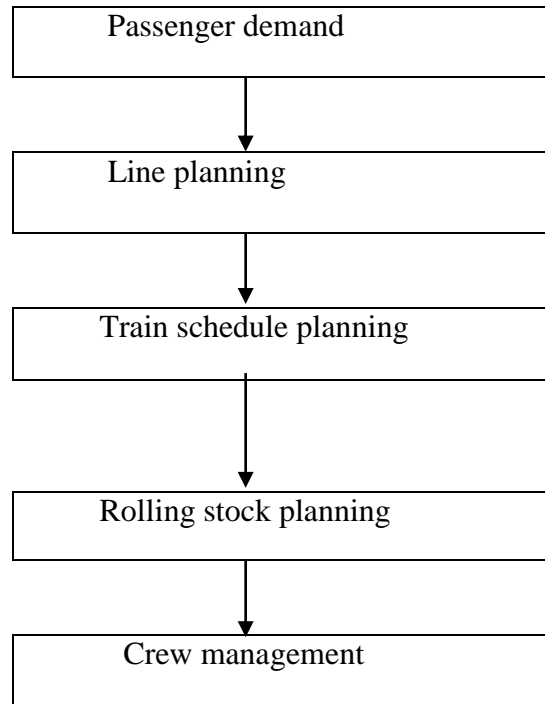 Passenger demand
Line planning
Train schedule planning
Rolling stock planning
Crew management